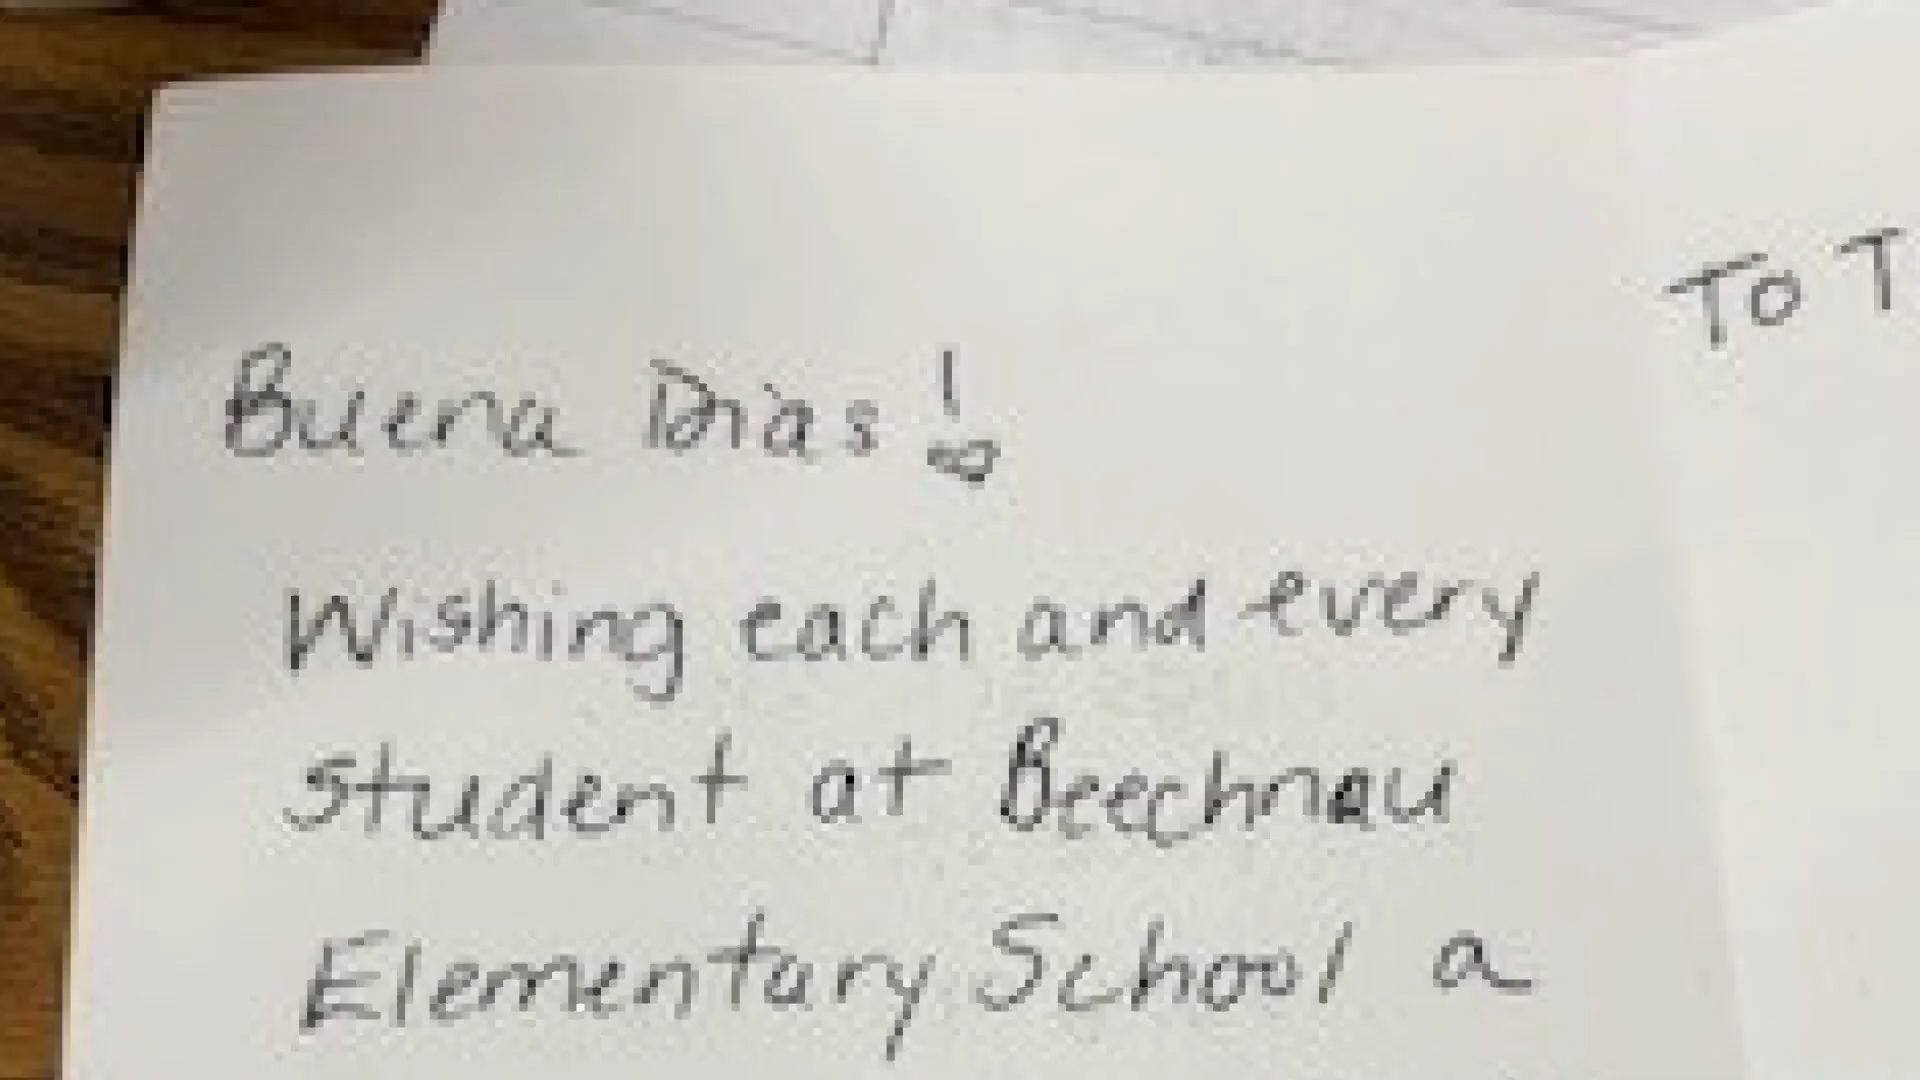 Buena Dias!
Wishing each and every
student at Beechnau
Elementary School a
To T